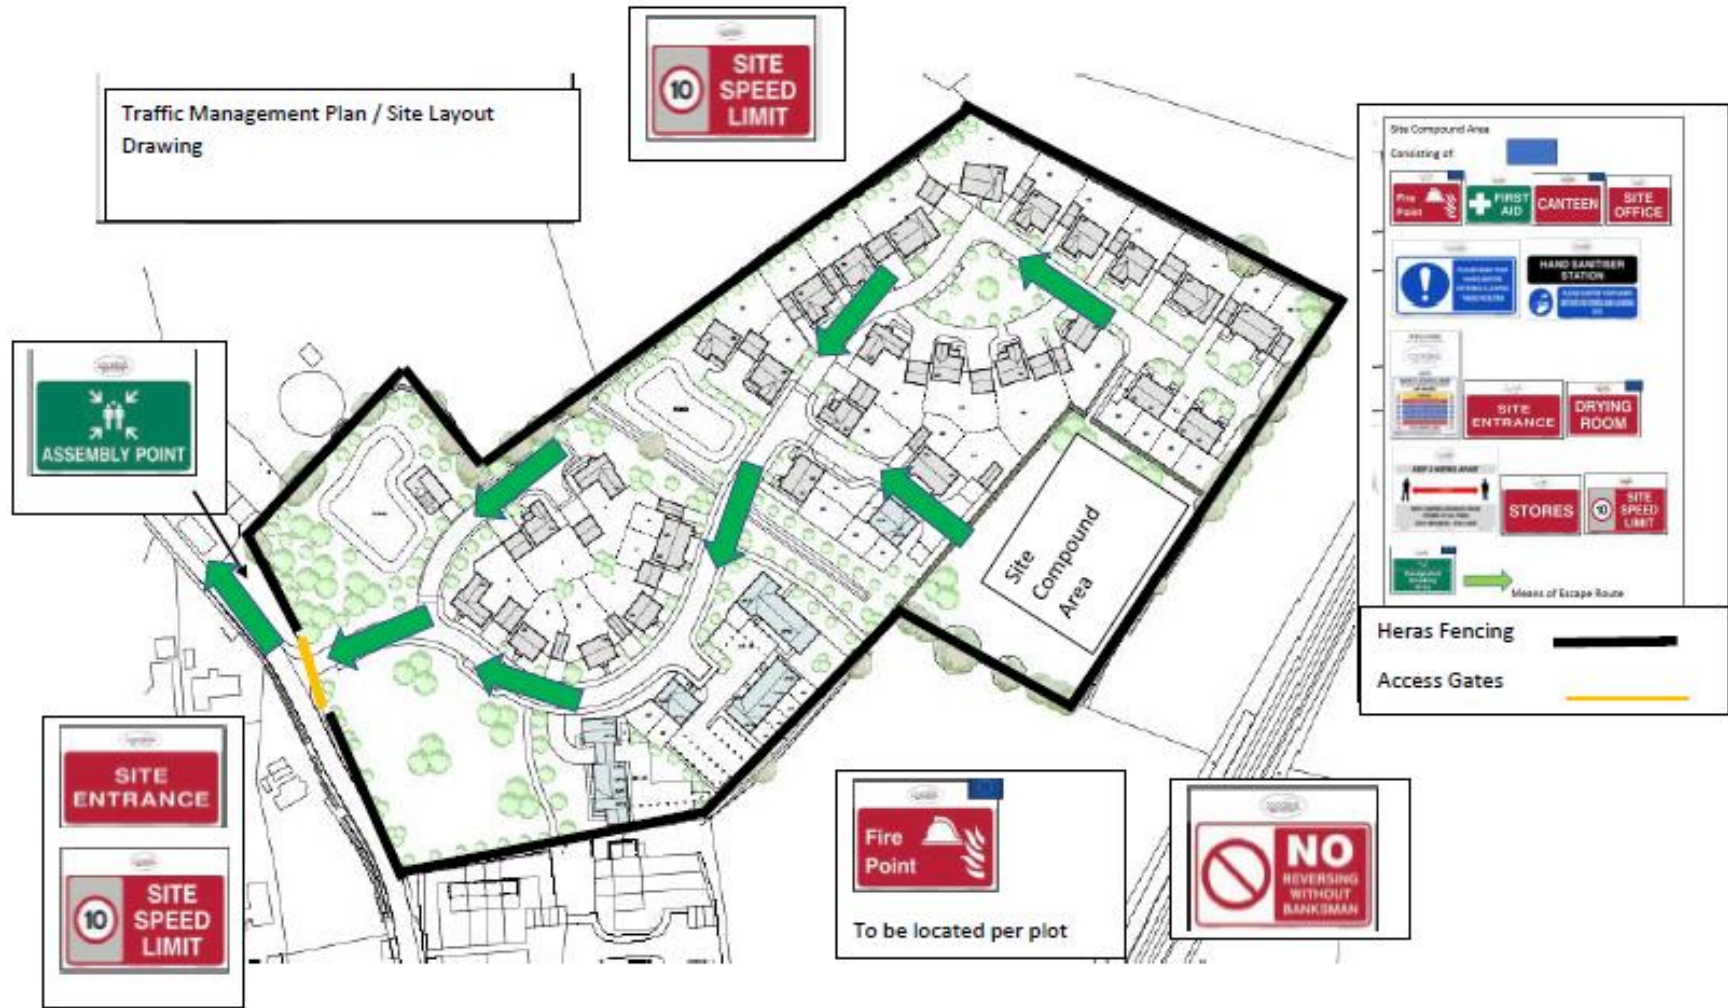 Traffic Management Plan / Site Layout
Drawing
10
SITE
SPEED
LIMIT
Site Compound Area
Consisting of:
Fire
Point
FIRST
AID
CANTEEN
SITE
OFFICE
HAND SANITISER
STATION
SITE
ENTRANCE
DRYING
ROOM
STORES
10
SITE
SPEED
LIMIT
Means of Escape Route
Heras Fencing
Access Gates
ASSEMBLY POINT
Site
Compound
Area
SITE
ENTRANCE
10
SITE
SPEED
LIMIT
Fire
Point
To be located per plot
NO
REVERSING
WITHOUT
BANKSMAN